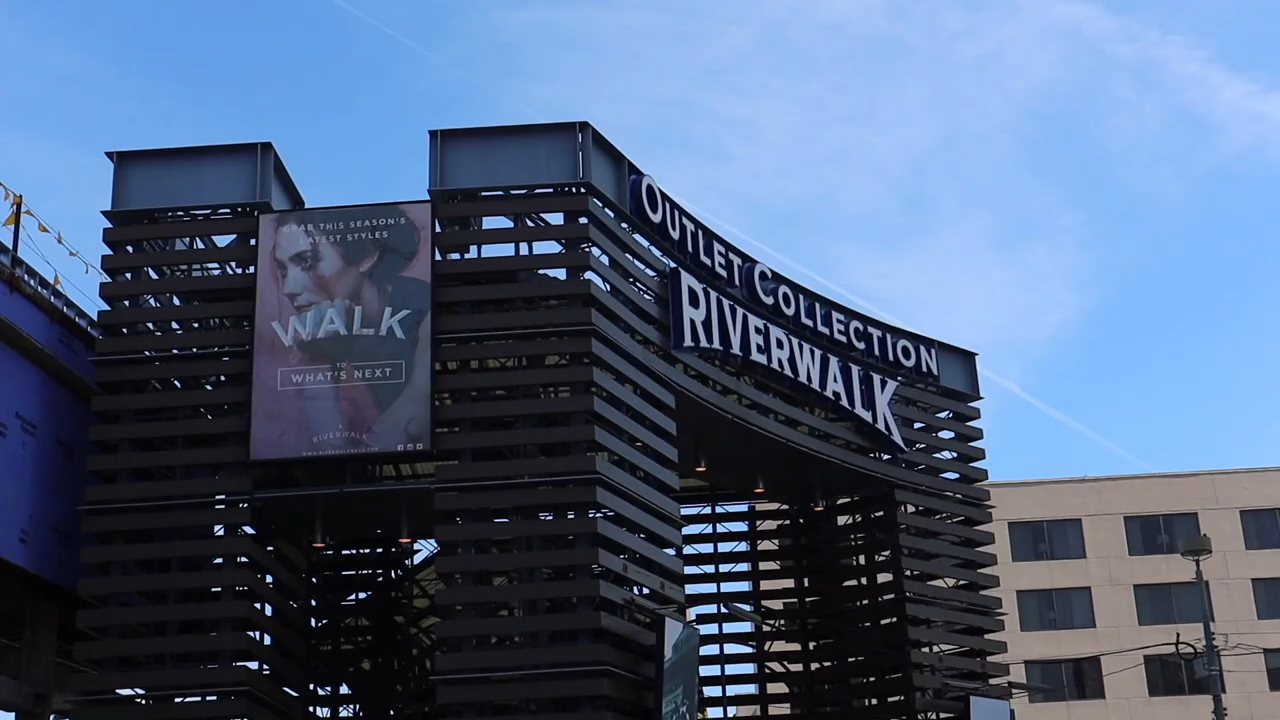 GRAB THIS SEASON'S
LATEST STYLES
WALK
TO
WHAT'S NEXT
RIVERWALK
OUTLET COLLECTION
RIVERWALK